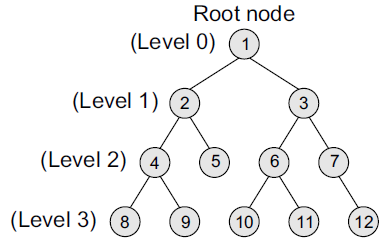 Root node
(Level 0) 1
(Level 1) 2 3
(Level 2) 4 5 6 7
(Level 3) 8 9 10 11 12